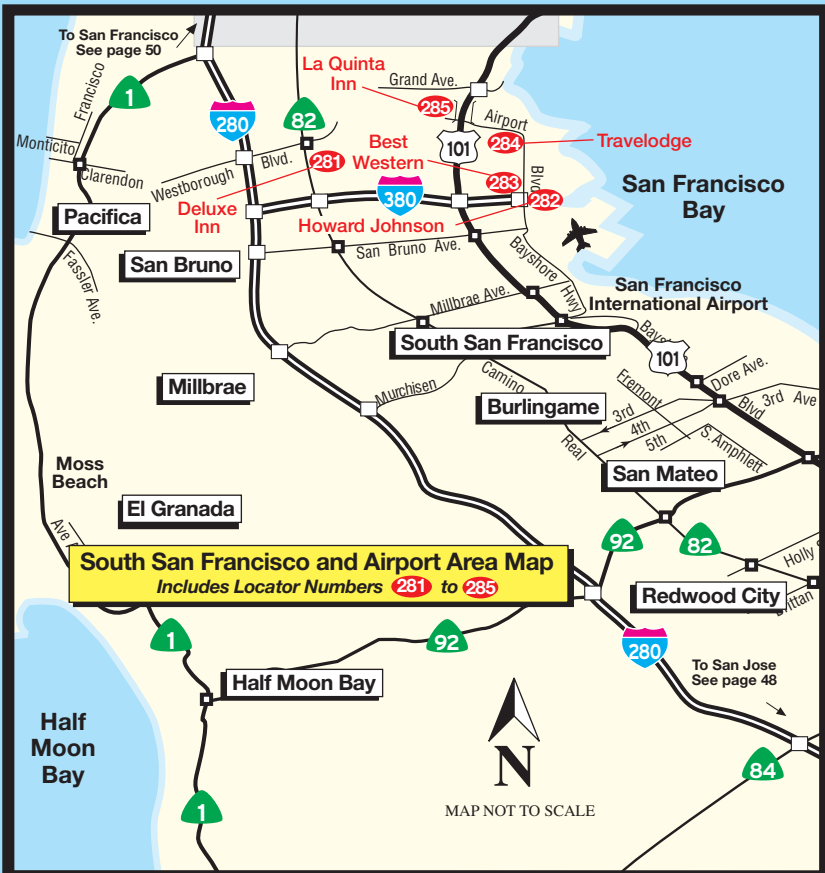 To San Francisco
See page 50
La Quinta
Inn
Grand Ave.
Francisco
1
280
82
285
Airport
101
284
Travelodge
Monticito
Clarendon
Westborough
Blvd.
281
Best
Western
283
Blvd
282
San Francisco
Bay
Pacifica
Deluxe
Inn
380
Howard Johnson
San Bruno
San Bruno Ave.
Bayshore
Hwy
Fassler Ave.
San Francisco
International Airport
Millbrae Ave.
South San Francisco
101
Millbrae
Murchisen
Camino
Real
Burlingame
Fremont
Dore Ave.
Blvd
3rd Ave
3rd
4th
5th
S. Amphlett
Moss
Beach
San Mateo
El Granada
92
82
South San Francisco and Airport Area Map
Includes Locator Numbers 281 to 285
Redwood City
1
92
280
Half Moon Bay
To San Jose
See page 48
Half
Moon
Bay
N
84
MAP NOT TO SCALE
1